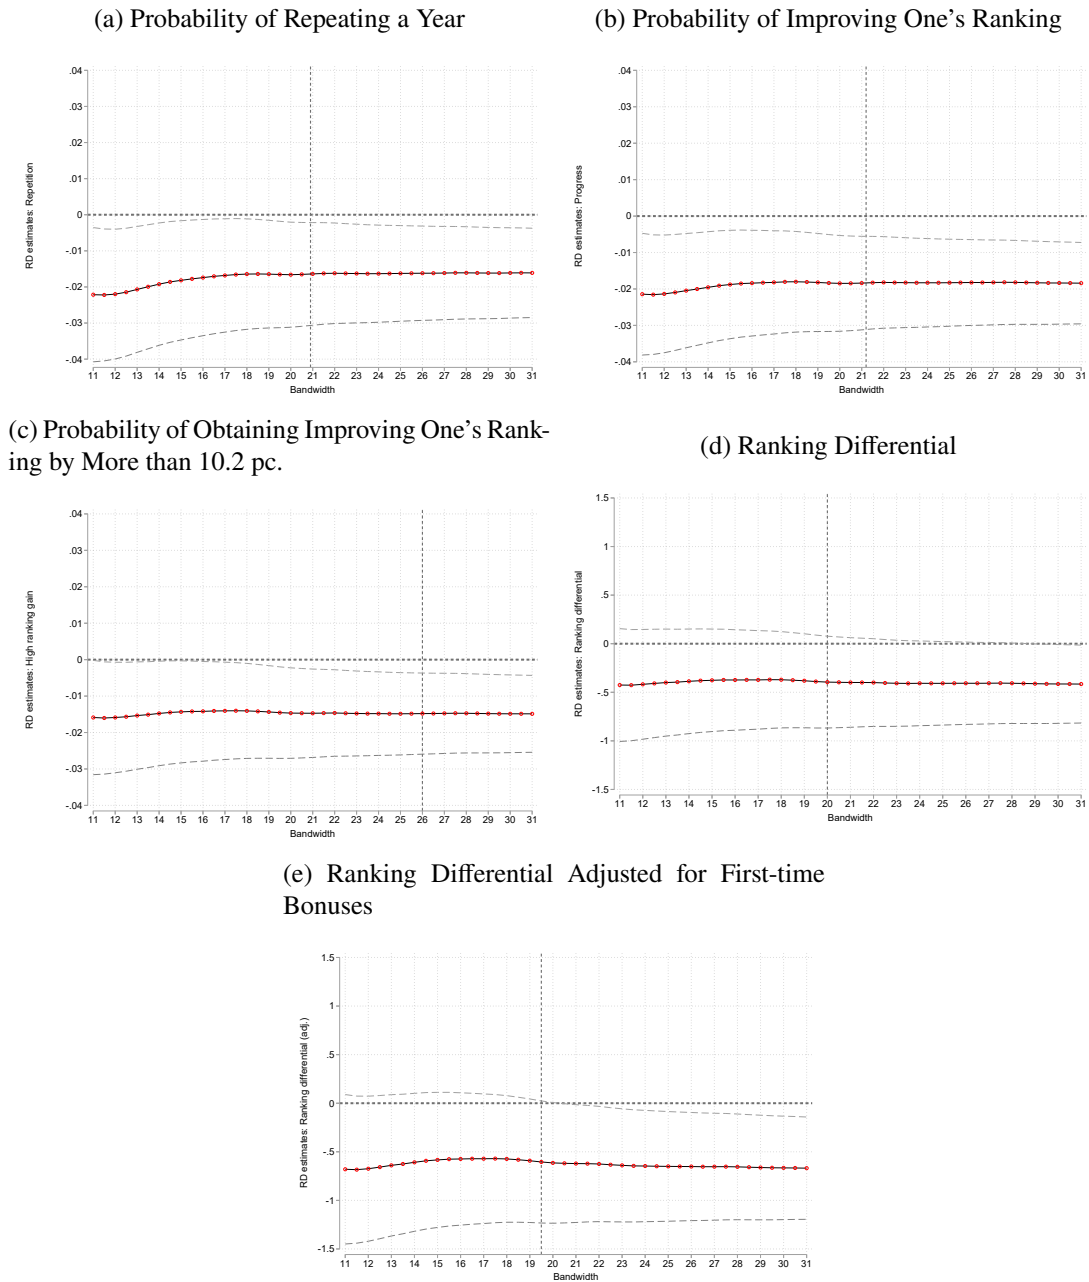 (a) Probability of Repeating a Year
.04
.03
.02
.01
0
-.01
-.02
-.03
-.04
RD estimates: Repetition
11 12 13 14 15 16 17 18 19 20 21 22 23 24 25 26 27 28 29 30 31
Bandwidth
(b) Probability of Improving One's Ranking
.04
.03
.02
.01
0
-.01
-.02
-.03
-.04
RD estimates: Progress
11 12 13 14 15 16 17 18 19 20 21 22 23 24 25 26 27 28 29 30 31
Bandwidth
(c) Probability of Obtaining Improving One's Rank-
ing by More than 10.2 pc.
.04
.03
.02
.01
0
-.01
-.02
-.03
-.04
RD estimates: High ranking gain
11 12 13 14 15 16 17 18 19 20 21 22 23 24 25 26 27 28 29 30 31
Bandwidth
(d) Ranking Differential
1.5
1
.5
0
-.5
-1
-1.5
RD estimates: Ranking differential
11 12 13 14 15 16 17 18 19 20 21 22 23 24 25 26 27 28 29 30 31
Bandwidth
(e) Ranking Differential Adjusted for First-time
Bonuses
1.5
1
.5
0
-.5
-1
-1.5
RD estimates: Ranking differential (adj.)
11 12 13 14 15 16 17 18 19 20 21 22 23 24 25 26 27 28 29 30 31
Bandwidth